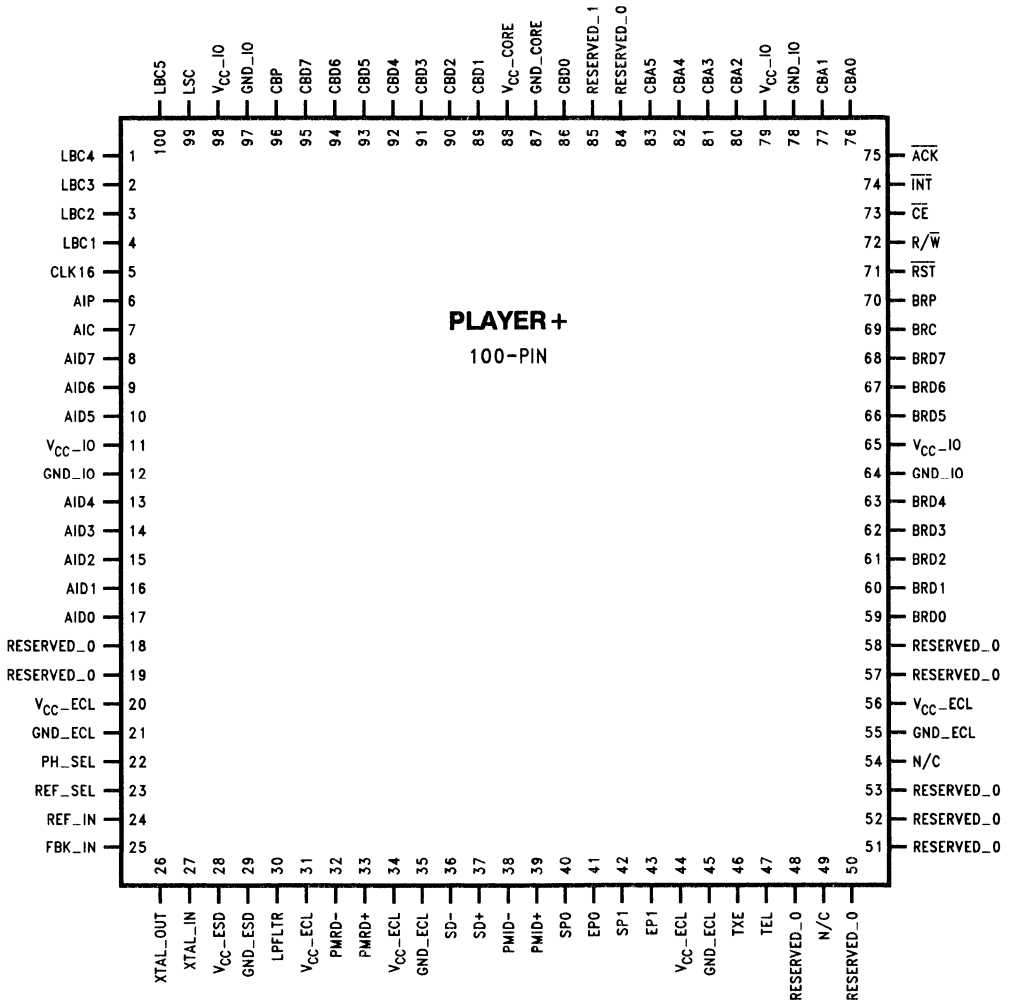 LBC5 LSC VCC_IO GND_IO CBP CBD7 CBD6 CBD5 CBD4 CBD3 CBD2 CBD1 VCC_CORE GND_CORE CBD0 RESERVED_1 RESERVED_0 CBA5 CBA4 CBA3 CBA2 VCC_IO GND_IO CBA1 CBA0
100 99 98 97 96 95 94 93 92 91 90 89 88 87 86 85 84 83 82 81 80 79 78 77 76
LBC4 1 75 A̅C̅K̅
LBC3 2 74 I̅N̅T̅
LBC2 3 73 C̅E̅
LBC1 4 72 R/W̅
CLK16 5 71 R̅S̅T̅
AIP 6 70 BRP
PLAYER+
AIC 7 69 BRC
100-PIN
AID7 8 68 BRD7
AID6 9 67 BRD6
AID5 10 66 BRD5
VCC_IO 11 65 VCC_IO
GND_IO 12 64 GND_IO
AID4 13 63 BRD4
AID3 14 62 BRD3
AID2 15 61 BRD2
AID1 16 60 BRD1
AID0 17 59 BRD0
RESERVED_0 18 58 RESERVED_0
RESERVED_0 19 57 RESERVED_0
VCC_ECL 20 56 VCC_ECL
GND_ECL 21 55 GND_ECL
PH_SEL 22 54 N/C
REF_SEL 23 53 RESERVED_0
REF_IN 24 52 RESERVED_0
FBK_IN 25 51 RESERVED_0
26 27 28 29 30 31 32 33 34 35 36 37 38 39 40 41 42 43 44 45 46 47 48 49 50
XTAL_OUT XTAL_IN VCC_ESD GND_ESD LPFLTR VCC_ECL PMRD- PMRD+ VCC_ECL GND_ECL SD- SD+ PMID- PMID+ SP0 EP0 SP1 EP1 VCC_ECL GND_ECL TXE TEL RESERVED_0 N/C RESERVED_0